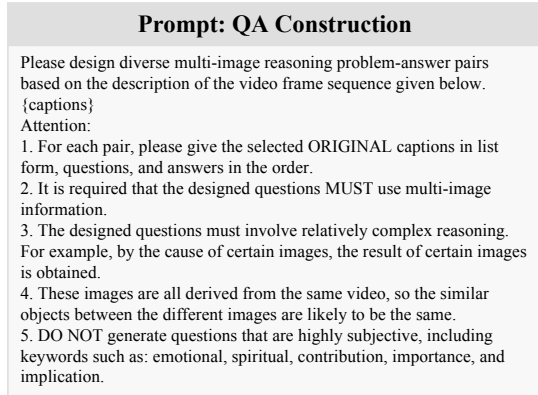 Prompt: QA Construction
Please design diverse multi-image reasoning problem-answer pairs
based on the description of the video frame sequence given below.
{captions}
Attention:
1. For each pair, please give the selected ORIGINAL captions in list
form, questions, and answers in the order.
2. It is required that the designed questions MUST use multi-image
information.
3. The designed questions must involve relatively complex reasoning.
For example, by the cause of certain images, the result of certain images
is obtained.
4. These images are all derived from the same video, so the similar
objects between the different images are likely to be the same.
5. DO NOT generate questions that are highly subjective, including
keywords such as: emotional, spiritual, contribution, importance, and
implication.